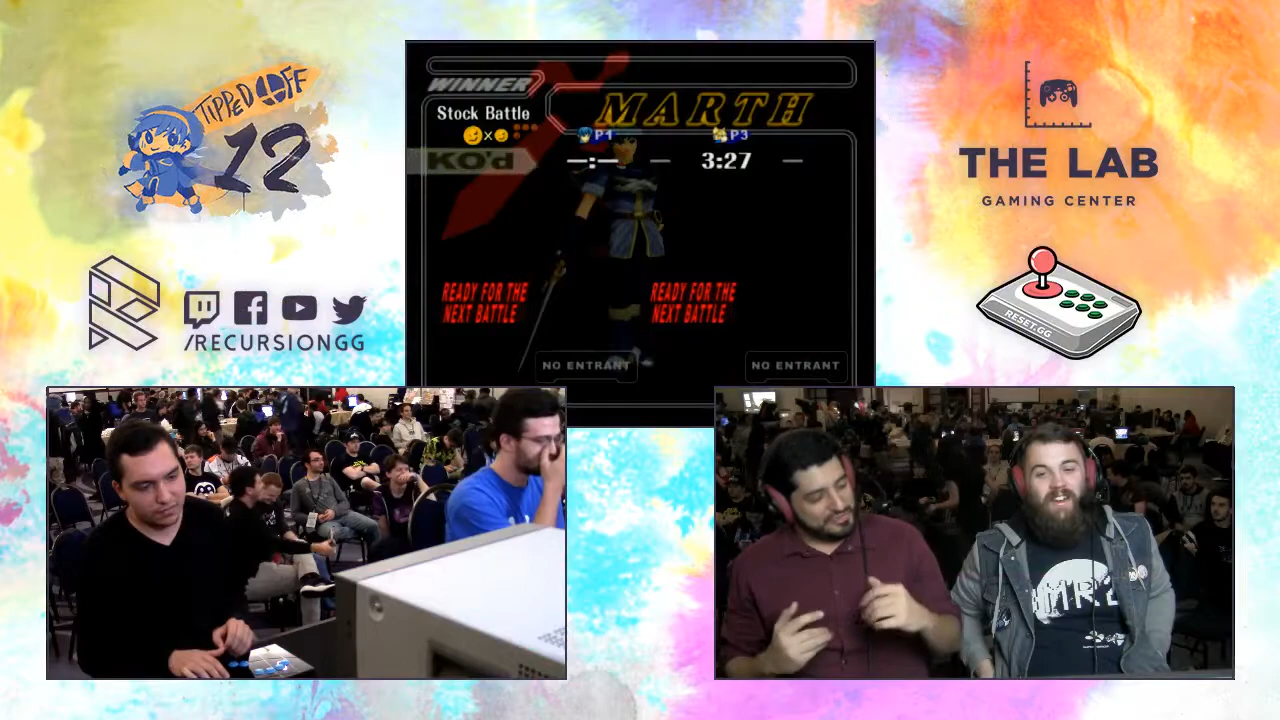 TIPPED OFF
12
/RECURSIONGG
WINNER
MARTH
Stock Battle
×
P1
P3
KO'd
—:—
—
3:27
—
READY FOR THE
NEXT BATTLE
READY FOR THE
NEXT BATTLE
NO ENTRANT
NO ENTRANT
THE LAB
GAMING CENTER
RESET.GG